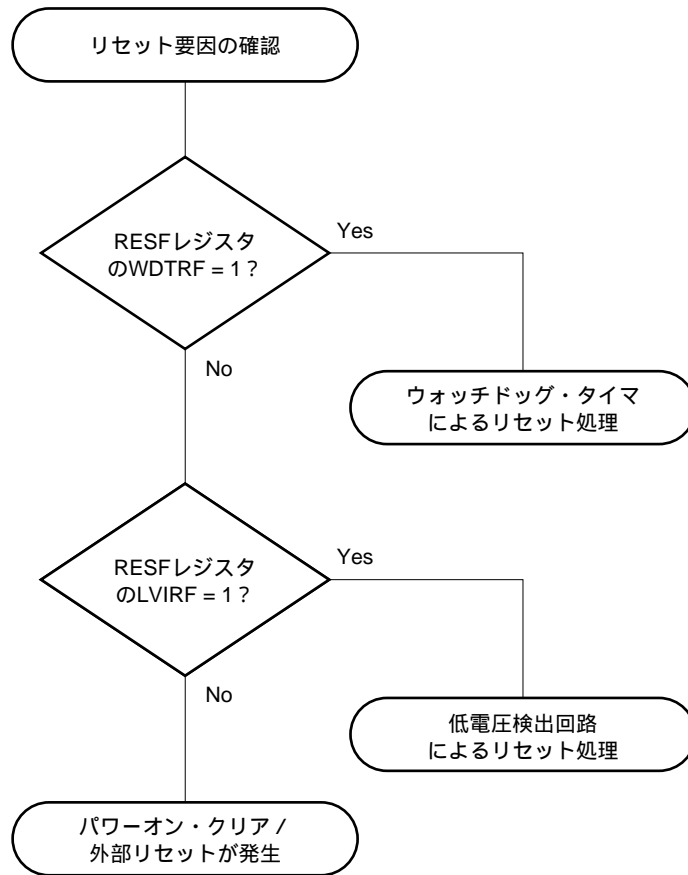 リセット要因の確認
RESFレジスタ
のWDTRF = 1？
Yes
No
ウォッチドッグ・タイマ
によるリセット処理
RESFレジスタ
のLVIRF = 1？
Yes
No
低電圧検出回路
によるリセット処理
パワーオン・クリア /
外部リセットが発生